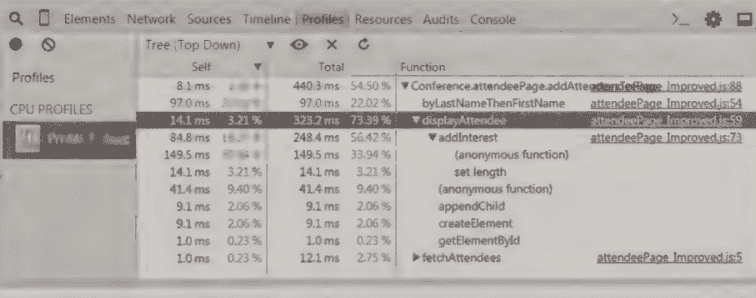 Elements Network Sources Timeline Profiles Resources Audits Console
Tree (Top Down)
Profiles
Self Total Function
8.1 ms 440.3 ms 54.50 % Conference.attendeePage.
CPU PROFILES
97.0 ms 97.0 ms 22.02 % byLastNameThenFirstName attendeePage_Improved.js:54
14.1 ms 3.21 % 323.2 ms 73.39 % displayAttendee attendeePage_Improved.js:59
84.8 ms 248.4 ms 56.42 % addInterest attendeePage_Improved.js:73
149.5 ms 149.5 ms 33.94 % (anonymous function)
14.1 ms 3.21 % 14.1 ms 3.21 % set length
41.4 ms 9.40 % 41.4 ms 9.40 % (anonymous function)
9.1 ms 2.06 % 9.1 ms 2.06 % appendChild
9.1 ms 2.06 % 9.1 ms 2.06 % createElement
1.0 ms 0.23 % 1.0 ms 0.23 % getElementById
1.0 ms 0.23 % 12.1 ms 2.75 % fetchAttendees attendeePage_Improved.js:5